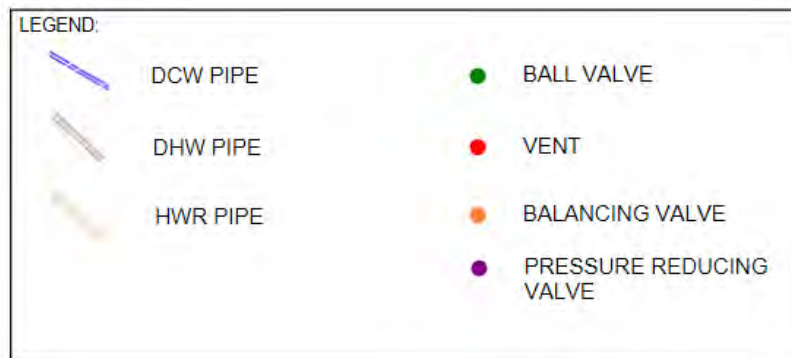 LEGEND:
DCW PIPE
BALL VALVE
DHW PIPE
VENT
HWR PIPE
BALANCING VALVE
PRESSURE REDUCING
VALVE